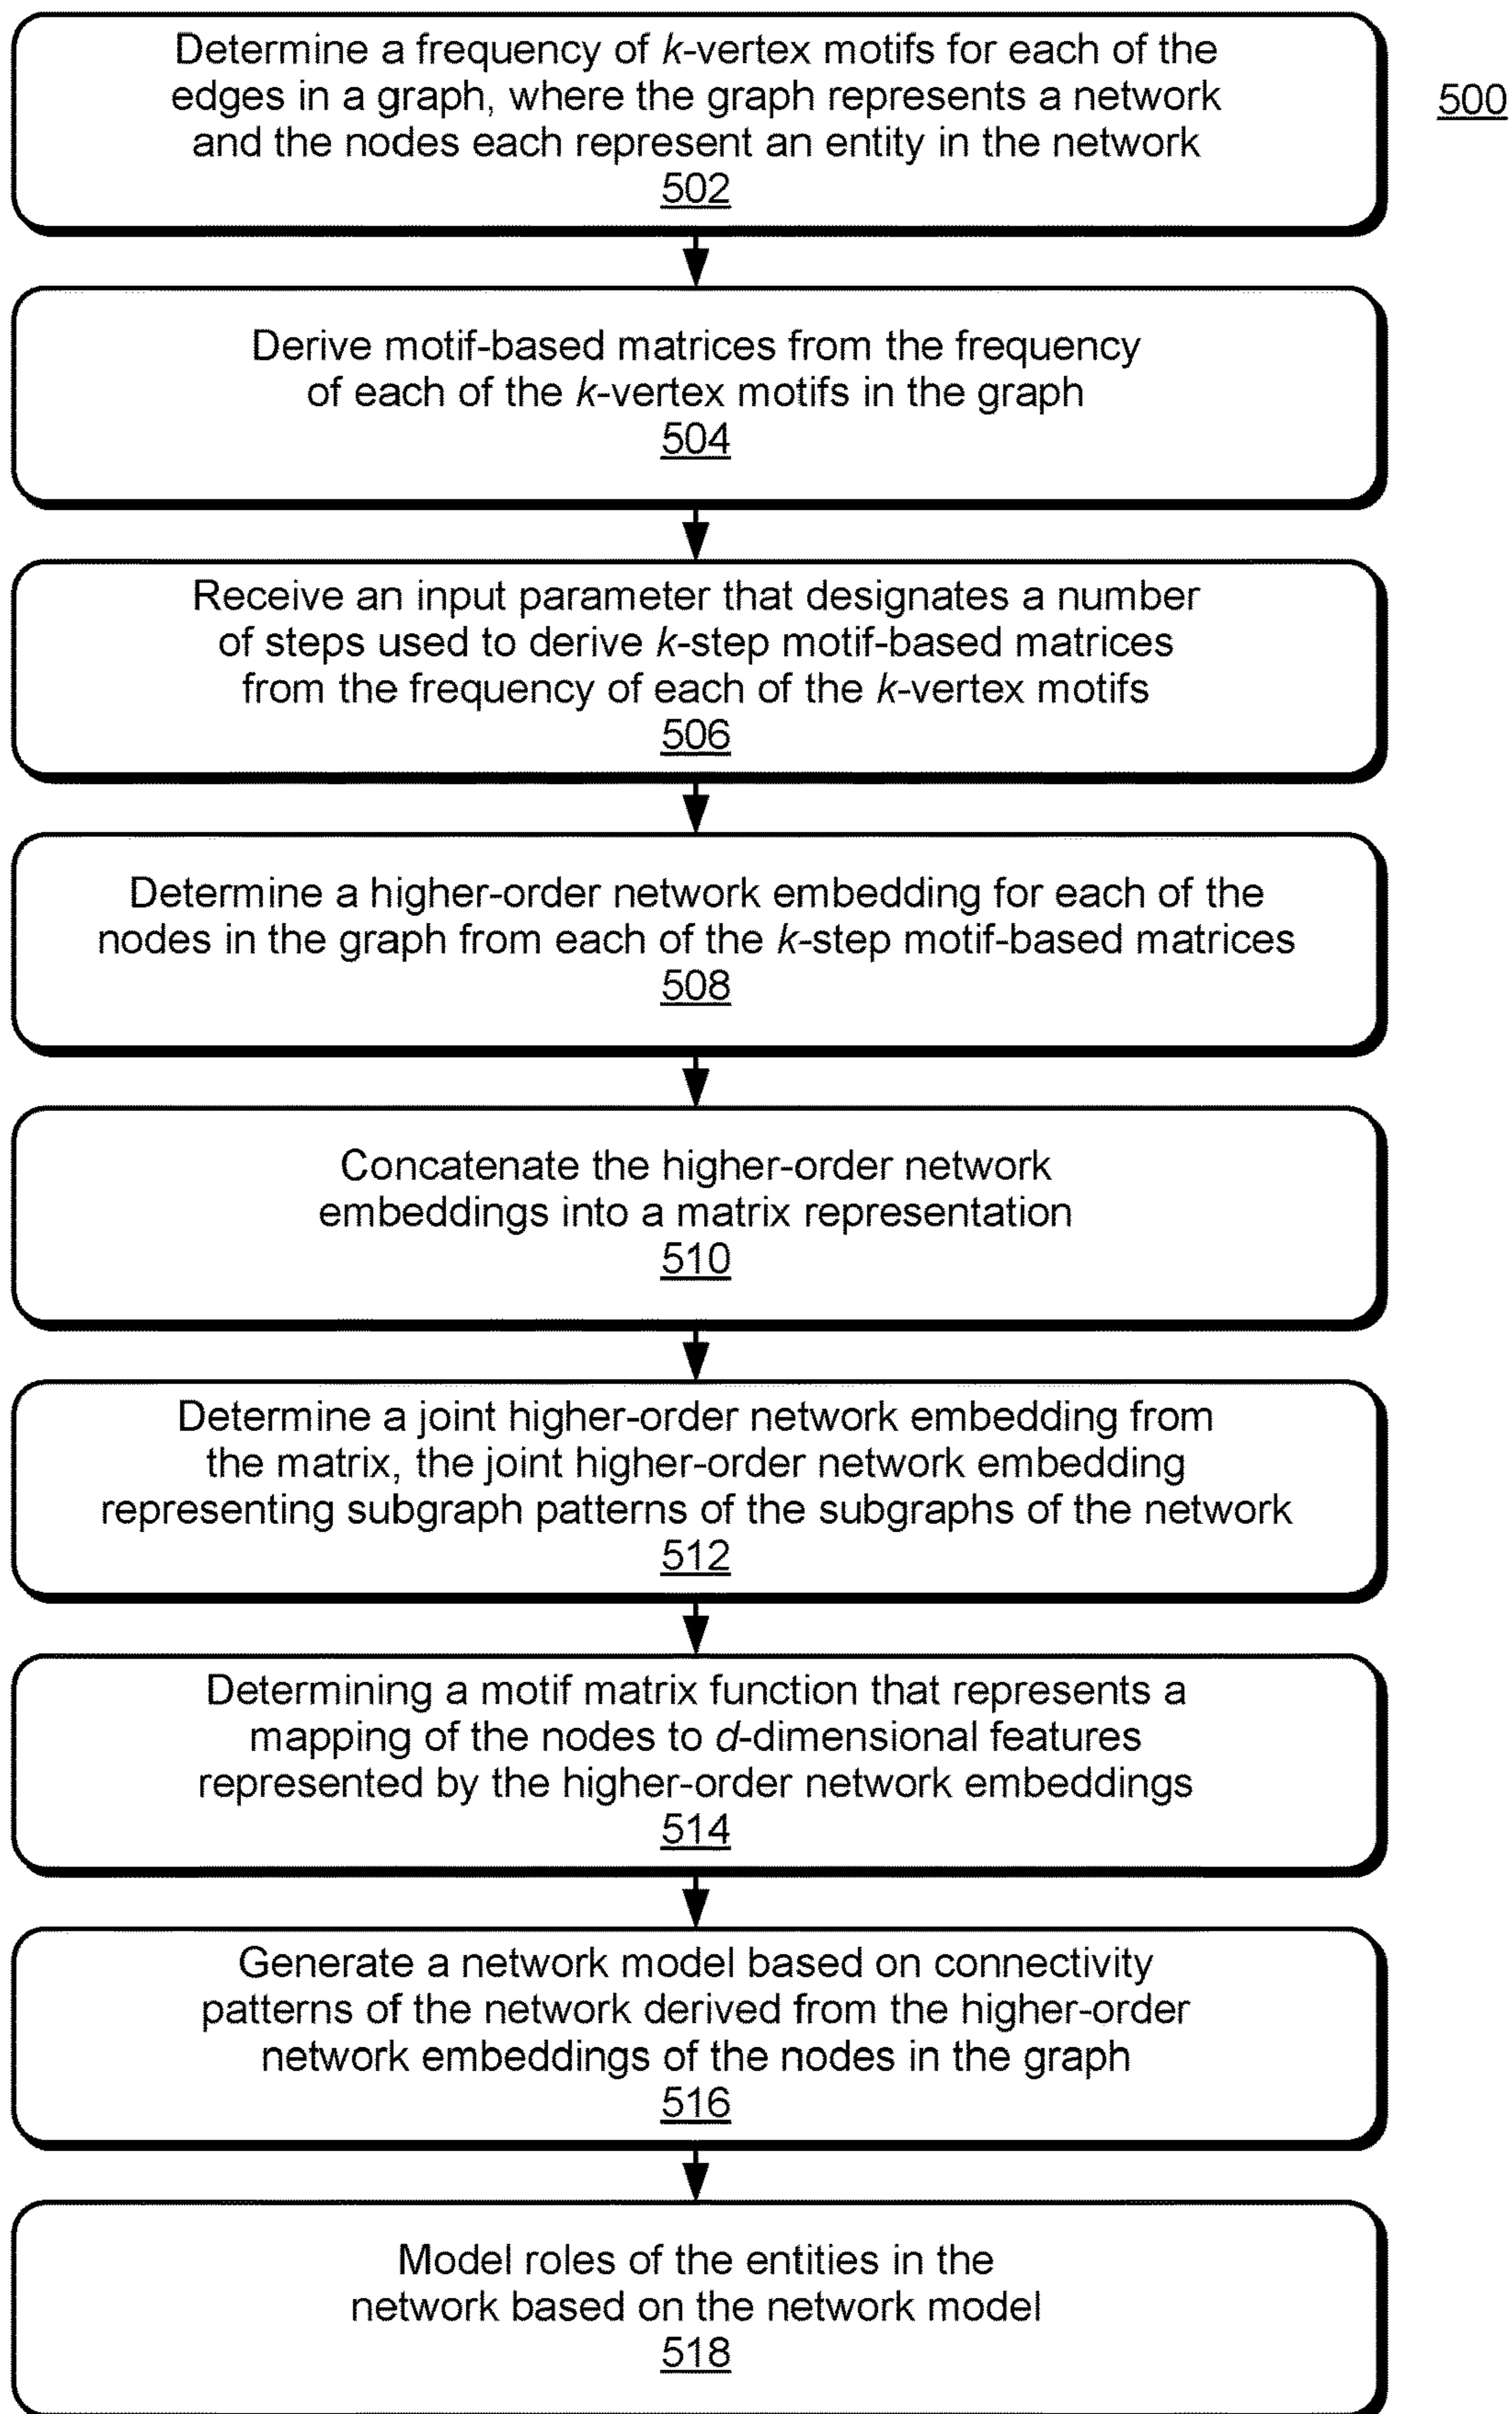 Determine a frequency of k-vertex motifs for each of the
edges in a graph, where the graph represents a network
and the nodes each represent an entity in the network
502
500
Derive motif-based matrices from the frequency
of each of the k-vertex motifs in the graph
504
Receive an input parameter that designates a number
of steps used to derive k-step motif-based matrices
from the frequency of each of the k-vertex motifs
506
Determine a higher-order network embedding for each of the
nodes in the graph from each of the k-step motif-based matrices
508
Concatenate the higher-order network
embeddings into a matrix representation
510
Determine a joint higher-order network embedding from
the matrix, the joint higher-order network embedding
representing subgraph patterns of the subgraphs of the network
512
Determining a motif matrix function that represents a
mapping of the nodes to d-dimensional features
represented by the higher-order network embeddings
514
Generate a network model based on connectivity
patterns of the network derived from the higher-order
network embeddings of the nodes in the graph
516
Model roles of the entities in the
network based on the network model
518